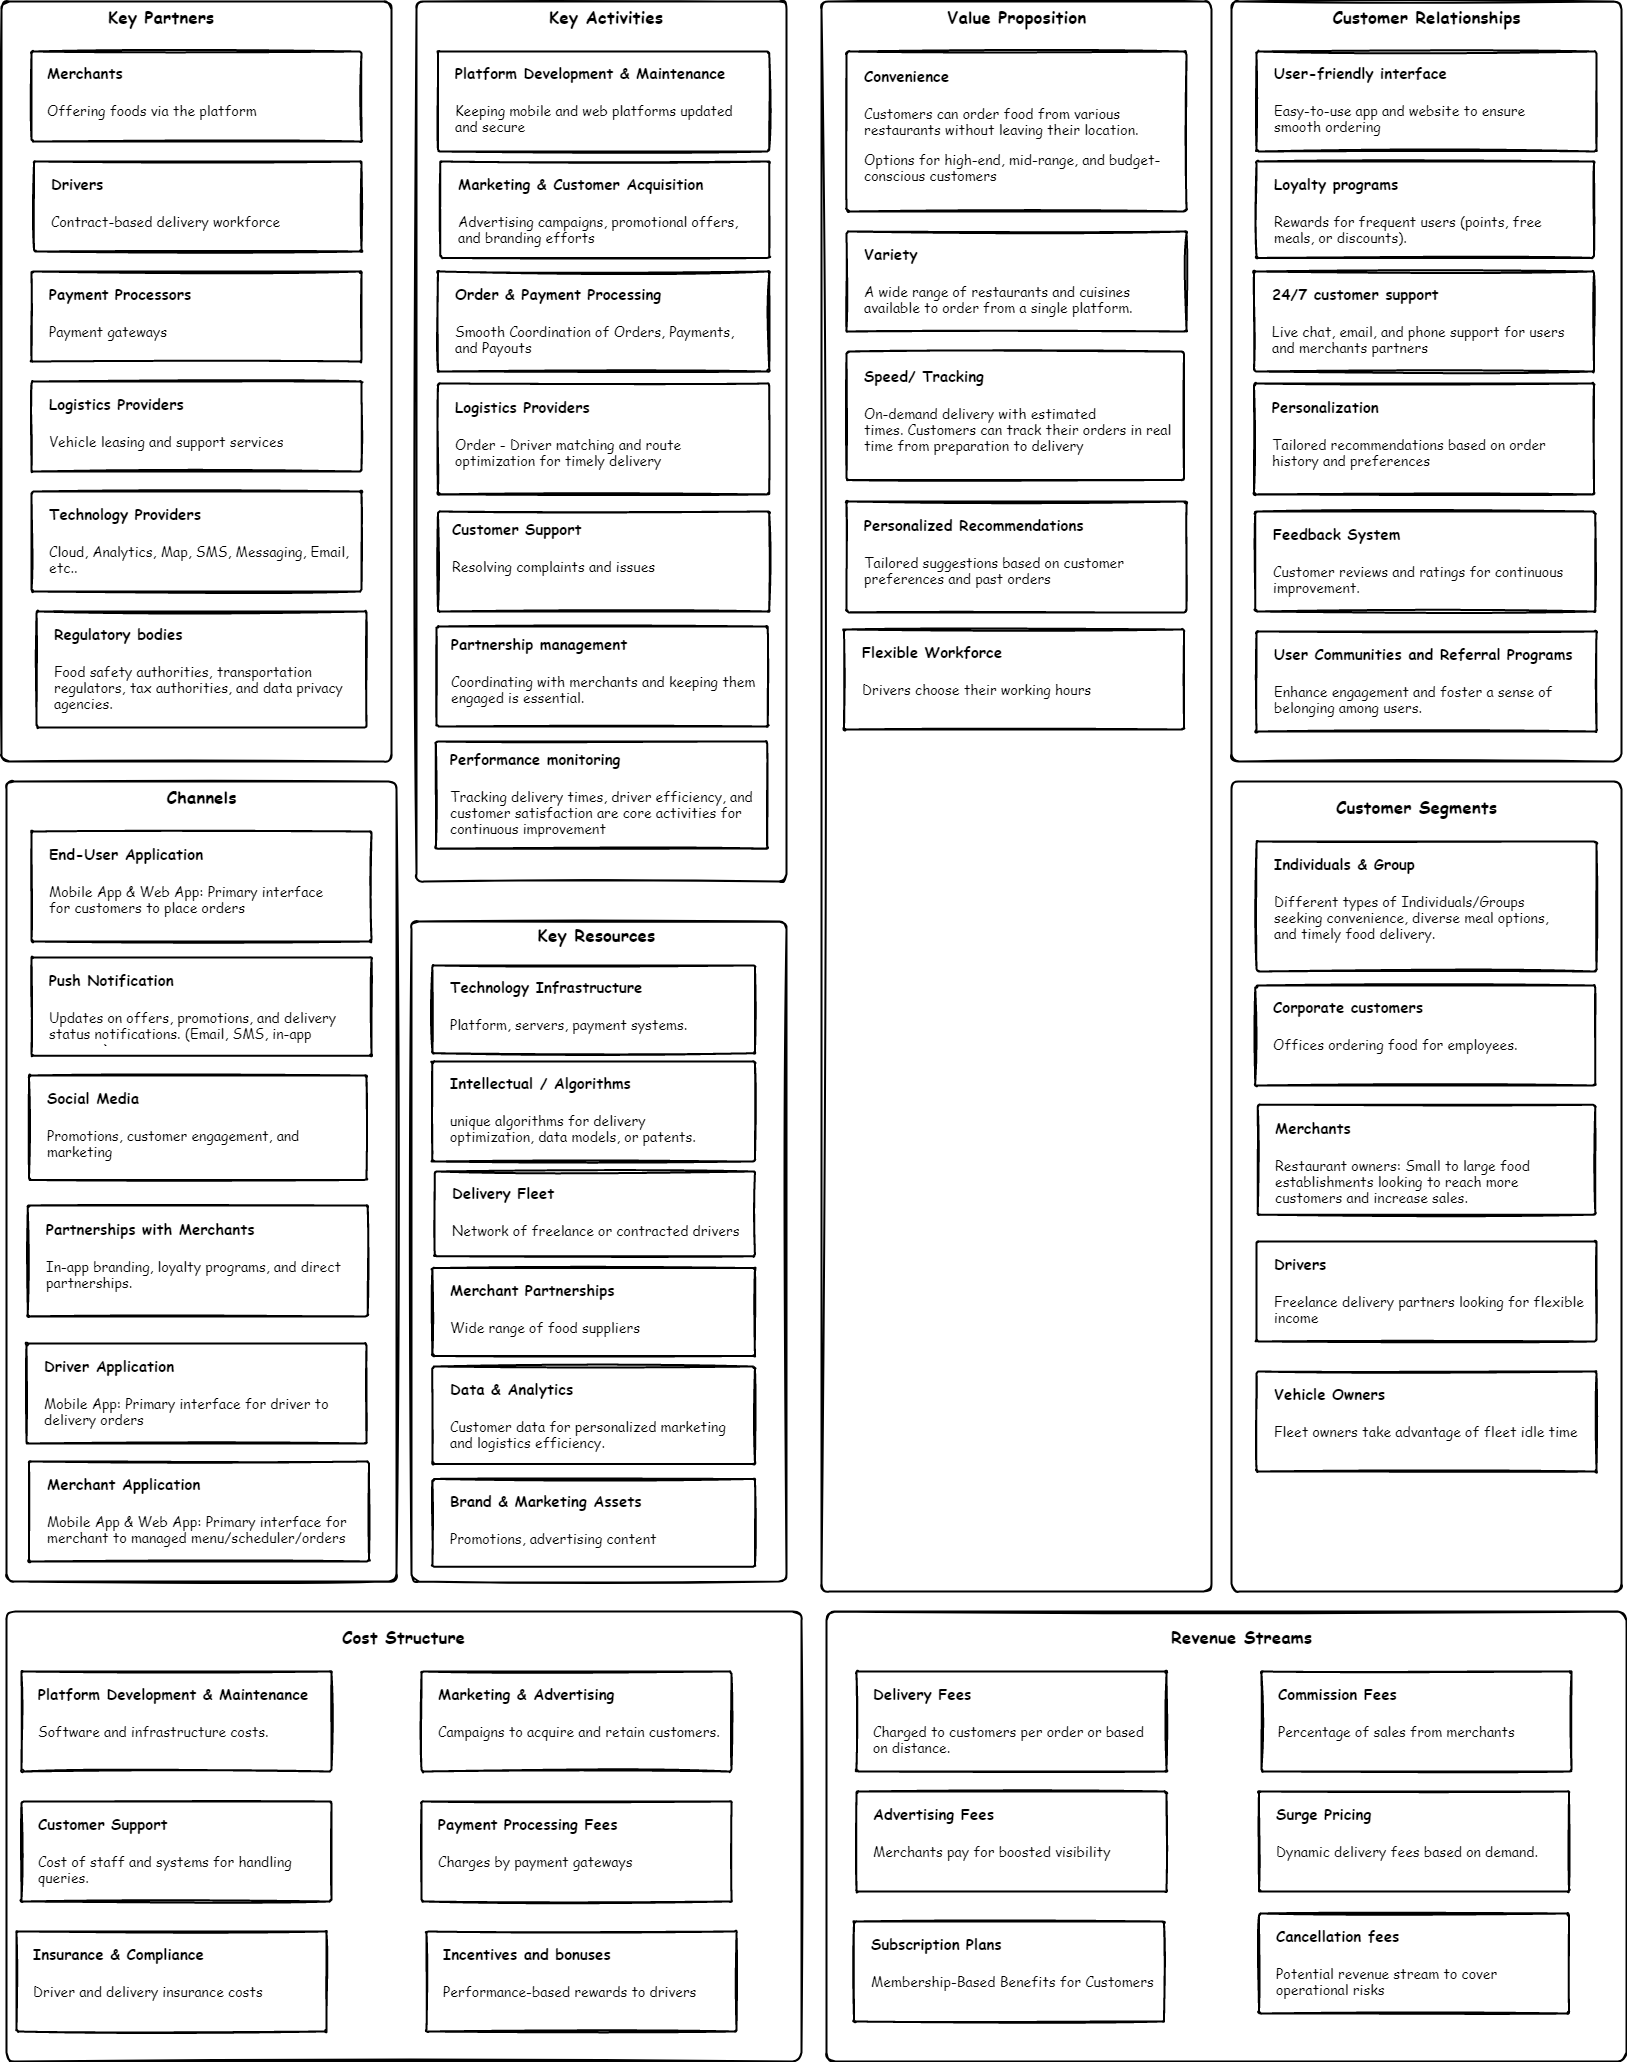 Key Partners
Merchants
Offering foods via the platform
Drivers
Contract-based delivery workforce
Payment Processors
Payment gateways
Logistics Providers
Vehicle leasing and support services
Technology Providers
Cloud, Analytics, Map, SMS, Messaging, Email,
etc..
Regulatory bodies
Food safety authorities, transportation
regulators, tax authorities, and data privacy
agencies.
Key Activities
Platform Development & Maintenance
Keeping mobile and web platforms updated
and secure
Marketing & Customer Acquisition
Advertising campaigns, promotional offers,
and branding efforts
Order & Payment Processing
Smooth Coordination of Orders, Payments,
and Payouts
Logistics Providers
Order - Driver matching and route
optimization for timely delivery
Customer Support
Resolving complaints and issues
Partnership management
Coordinating with merchants and keeping them
engaged is essential.
Performance monitoring
Tracking delivery times, driver efficiency, and
customer satisfaction are core activities for
continuous improvement
Value Proposition
Convenience
Customers can order food from various
restaurants without leaving their location.
Options for high-end, mid-range, and budget-
conscious customers
Variety
A wide range of restaurants and cuisines
available to order from a single platform.
Speed/ Tracking
On-demand delivery with estimated
times. Customers can track their orders in real
time from preparation to delivery
Personalized Recommendations
Tailored suggestions based on customer
preferences and past orders
Flexible Workforce
Drivers choose their working hours
Customer Relationships
User-friendly interface
Easy-to-use app and website to ensure
smooth ordering
Loyalty programs
Rewards for frequent users (points, free
meals, or discounts).
24/7 customer support
Live chat, email, and phone support for users
and merchants partners
Personalization
Tailored recommendations based on order
history and preferences
Feedback System
Customer reviews and ratings for continuous
improvement.
User Communities and Referral Programs
Enhance engagement and foster a sense of
belonging among users.
Channels
End-User Application
Mobile App & Web App: Primary interface
for customers to place orders
Push Notification
Updates on offers, promotions, and delivery
status notifications. (Email, SMS, in-app
Social Media
Promotions, customer engagement, and
marketing
Partnerships with Merchants
In-app branding, loyalty programs, and direct
partnerships.
Driver Application
Mobile App: Primary interface for driver to
delivery orders
Merchant Application
Mobile App & Web App: Primary interface for
merchant to managed menu/scheduler/orders
Key Resources
Technology Infrastructure
Platform, servers, payment systems.
Intellectual / Algorithms
unique algorithms for delivery
optimization, data models, or patents.
Delivery Fleet
Network of freelance or contracted drivers
Merchant Partnerships
Wide range of food suppliers
Data & Analytics
Customer data for personalized marketing
and logistics efficiency.
Brand & Marketing Assets
Promotions, advertising content
Customer Segments
Individuals & Group
Different types of Individuals/Groups
seeking convenience, diverse meal options,
and timely food delivery.
Corporate customers
Offices ordering food for employees.
Merchants
Restaurant owners: Small to large food
establishments looking to reach more
customers and increase sales.
Drivers
Freelance delivery partners looking for flexible
income
Vehicle Owners
Fleet owners take advantage of fleet idle time
Cost Structure
Platform Development & Maintenance
Software and infrastructure costs.
Marketing & Advertising
Campaigns to acquire and retain customers.
Customer Support
Cost of staff and systems for handling
queries.
Payment Processing Fees
Charges by payment gateways
Insurance & Compliance
Driver and delivery insurance costs
Incentives and bonuses
Performance-based rewards to drivers
Revenue Streams
Delivery Fees
Charged to customers per order or based
on distance.
Commission Fees
Percentage of sales from merchants
Advertising Fees
Merchants pay for boosted visibility
Surge Pricing
Dynamic delivery fees based on demand.
Subscription Plans
Membership-Based Benefits for Customers
Cancellation fees
Potential revenue stream to cover
operational risks